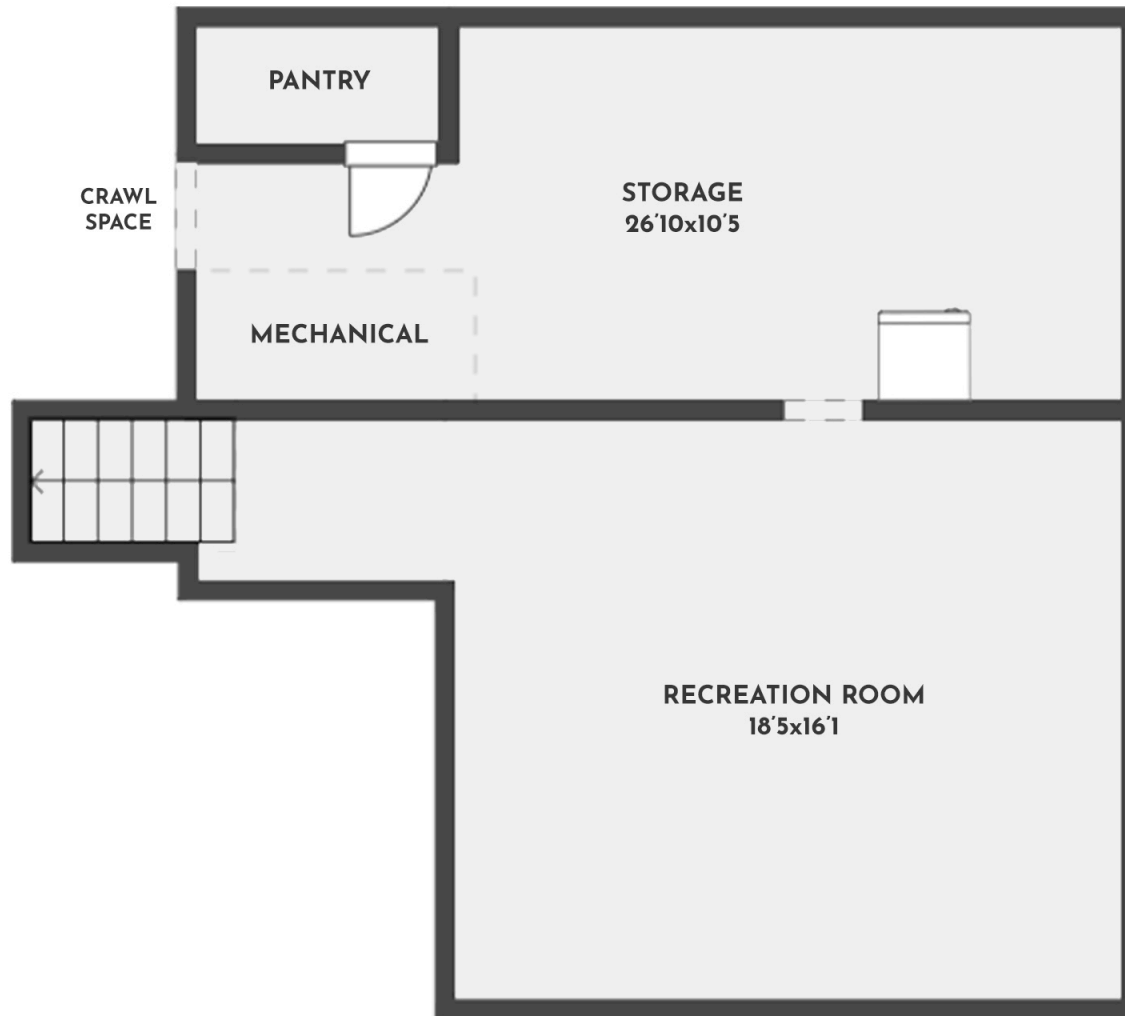 PANTRY
CRAWL
SPACE
STORAGE
26'10x10'5
MECHANICAL
RECREATION ROOM
18'5x16'1